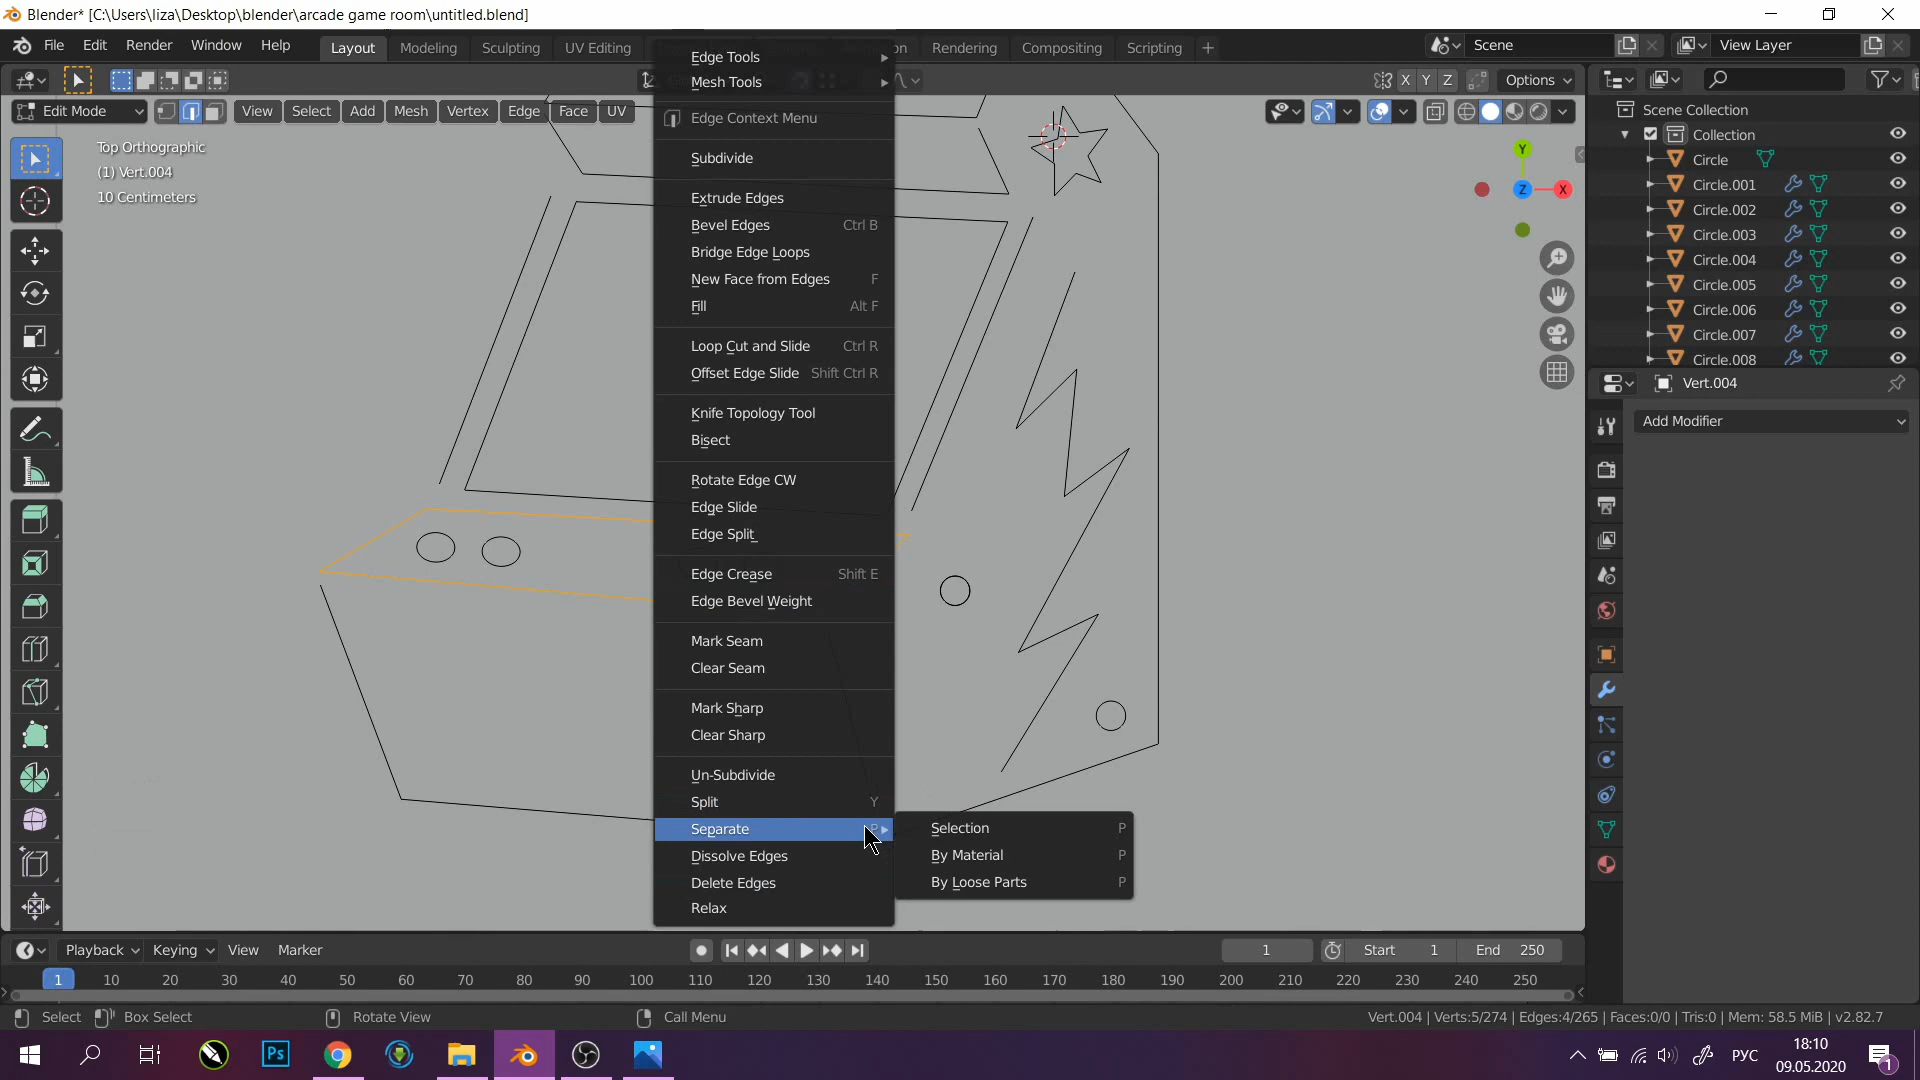 Blender* [C:\Users\liza\Desktop\blender\arcade game room\untitled.blend]
File Edit Render Window Help Layout Modeling Sculpting UV Editing Rendering Compositing Scripting + Scene View Layer
X Y Z Options
Edit Mode View Select Add Mesh Vertex Edge Face UV
Top Orthographic
(1) Vert.004
10 Centimeters
Edge Tools
Mesh Tools
Edge Context Menu
Subdivide
Extrude Edges
Bevel Edges Ctrl B
Bridge Edge Loops
New Face from Edges F
Fill Alt F
Loop Cut and Slide Ctrl R
Offset Edge Slide Shift Ctrl R
Knife Topology Tool
Bisect
Rotate Edge CW
Edge Slide
Edge Split
Edge Crease Shift E
Edge Bevel Weight
Mark Seam
Clear Seam
Mark Sharp
Clear Sharp
Un-Subdivide
Split Y
Separate P
Dissolve Edges
Delete Edges
Relax
Selection P
By Material P
By Loose Parts P
Y
Z
X
Scene Collection
Collection
Circle
Circle.001
Circle.002
Circle.003
Circle.004
Circle.005
Circle.006
Circle.007
Circle.008
Vert.004
Add Modifier
Playback Keying View Marker 1 Start 1 End 250
1 10 20 30 40 50 60 70 80 90 100 110 120 130 140 150 160 170 180 190 200 210 220 230 240 250
Select Box Select Rotate View Call Menu Vert.004 | Verts:5/274 | Edges:4/265 | Faces:0/0 | Tris:0 | Mem: 58.5 MiB | v2.82.7
Ps
РУС
18:10
09.05.2020
1